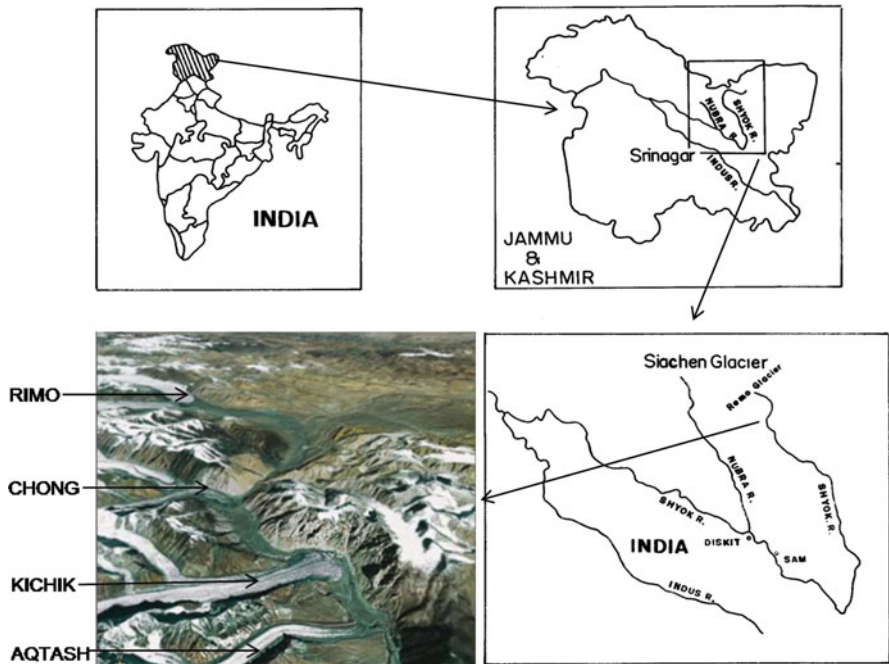 INDIA
NUBRA R.
SHYOK R.
Srinagar
INDUS R.
JAMMU
&
KASHMIR
RIMO
CHONG
KICHIK
AQTASH
Siachen Glacier
Remo Glacier
NUBRA R.
SHYOK R.
SHYOK R.
INDIA
DISKIT
SAM
INDUS R.